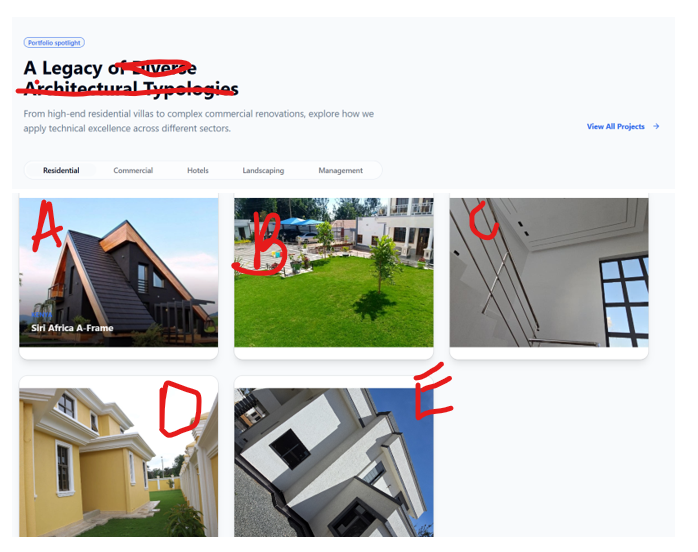 Portfolio spotlight
A Legacy of Diverse
Architectural Typologies
From high-end residential villas to complex commercial renovations, explore how we
apply technical excellence across different sectors.
View All Projects →
Residential Commercial Hotels Landscaping Management
A
B
C
Siri Africa A-Frame
D
E